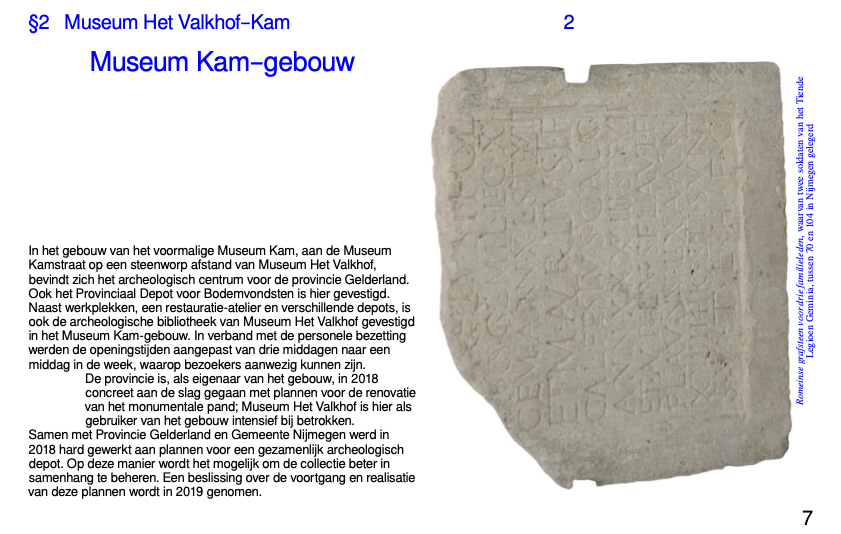 §2 Museum Het Valkhof–Kam
2
Museum Kam–gebouw
In het gebouw van het voormalige Museum Kam, aan de Museum
Kamstraat op een steenworp afstand van Museum Het Valkhof,
bevindt zich het archeologisch centrum voor de provincie Gelderland.
Ook het Provinciaal Depot voor Bodemvondsten is hier gevestigd.
Naast werkplekken, een restauratie-atelier en verschillende depots, is
ook de archeologische bibliotheek van Museum Het Valkhof gevestigd
in het Museum Kam-gebouw. In verband met de personele bezetting
werden de openingstijden aangepast van drie middagen naar een
middag in de week, waarop bezoekers aanwezig kunnen zijn.
De provincie is, als eigenaar van het gebouw, in 2018
concreet aan de slag gegaan met plannen voor de renovatie
van het monumentale pand; Museum Het Valkhof is hier als
gebruiker van het gebouw intensief bij betrokken.
Samen met Provincie Gelderland en Gemeente Nijmegen werd in
2018 hard gewerkt aan plannen voor een gezamenlijk archeologisch
depot. Op deze manier wordt het mogelijk om de collectie beter in
samenhang te beheren. Een beslissing over de voortgang en realisatie
van deze plannen wordt in 2019 genomen.
Romeinse grafsteen voor drie familieleden, waarvan twee soldaten van het Tiende
Legioen Geminia, tussen 70 en 104 in Nijmegen gelegerd
7